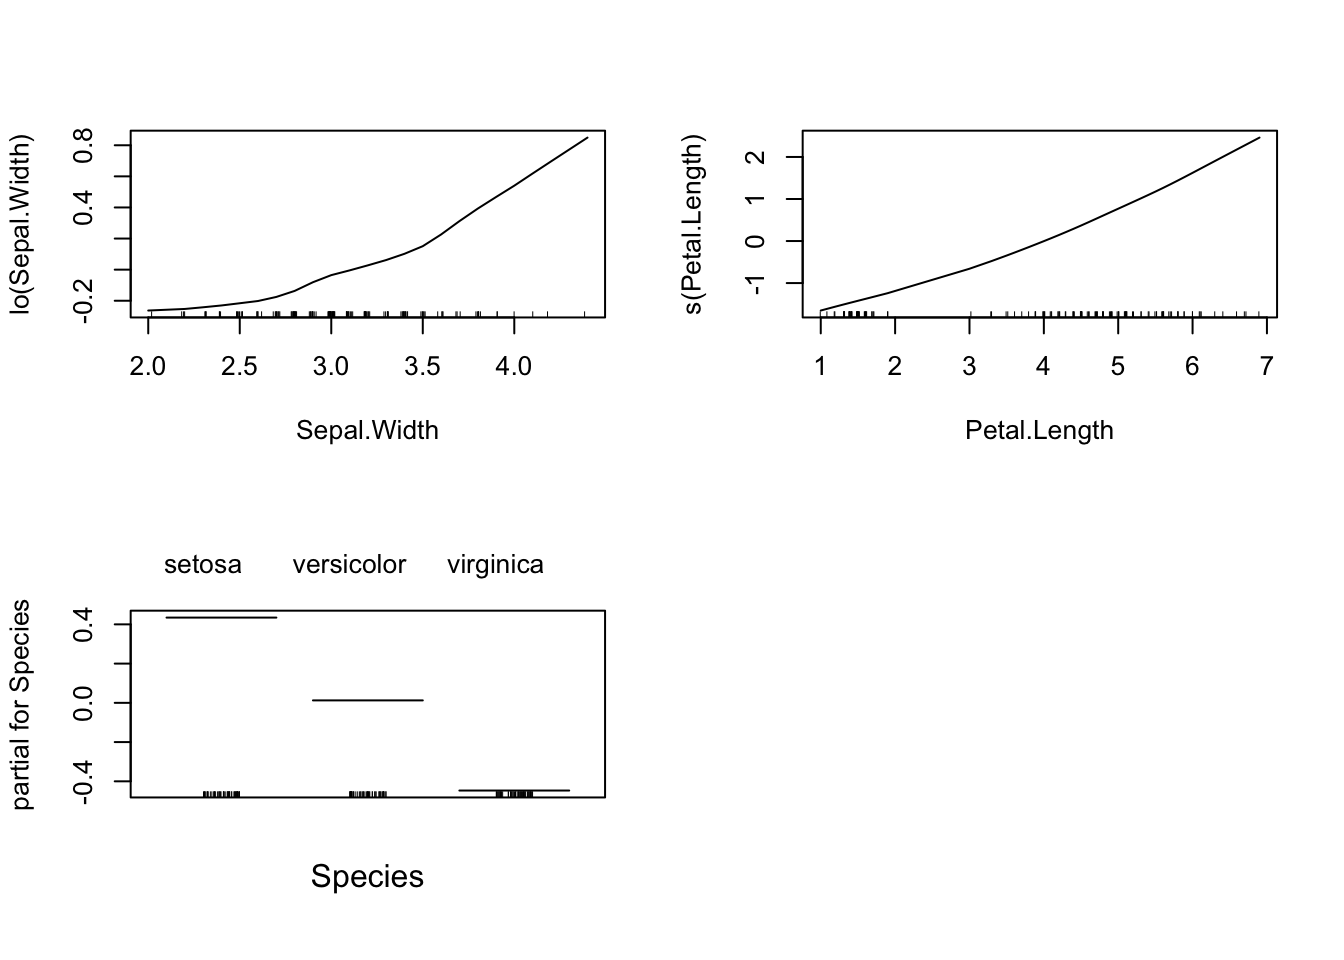 lo(Sepal.Width)
0.8
0.4
-0.2
2.0 2.5 3.0 3.5 4.0
Sepal.Width
s(Petal.Length)
2
1
0
-1
1 2 3 4 5 6 7
Petal.Length
setosa versicolor virginica
partial for Species
0.4
0.0
-0.4
Species